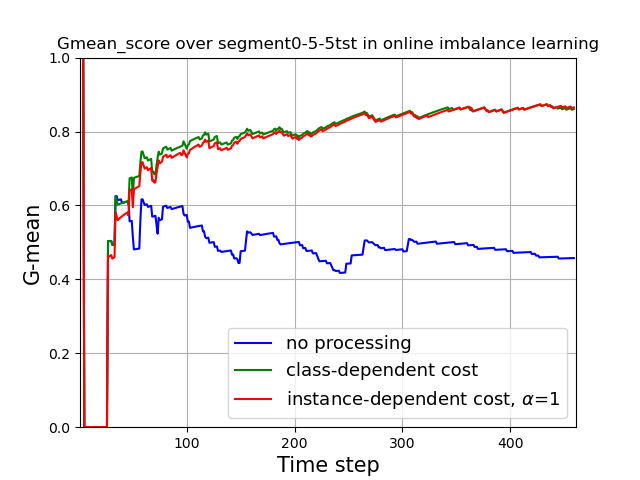 Gmean_score over segment0-5-5tst in online imbalance learning
1.0
0.8
0.6
0.4
0.2
0.0
G-mean
no processing
class-dependent cost
instance-dependent cost, α=1
100 200 300 400
Time step